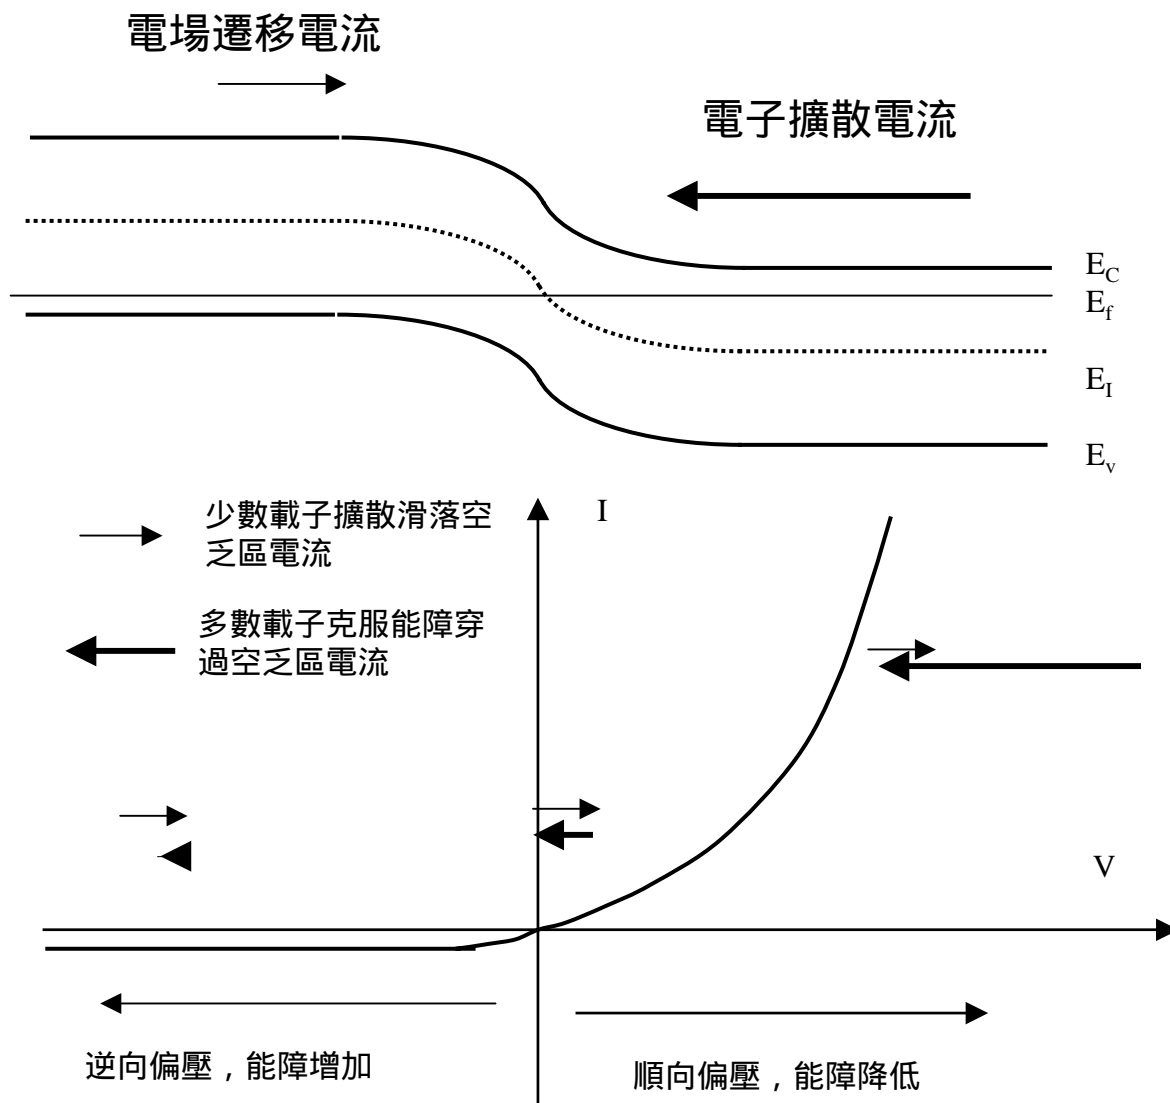 電場遷移電流
電子擴散電流
E_C
E_f
E_I
E_v
少數載子擴散滑落空
乏區電流
I
多數載子克服能障穿
過空乏區電流
V
逆向偏壓，能障增加
順向偏壓，能障降低